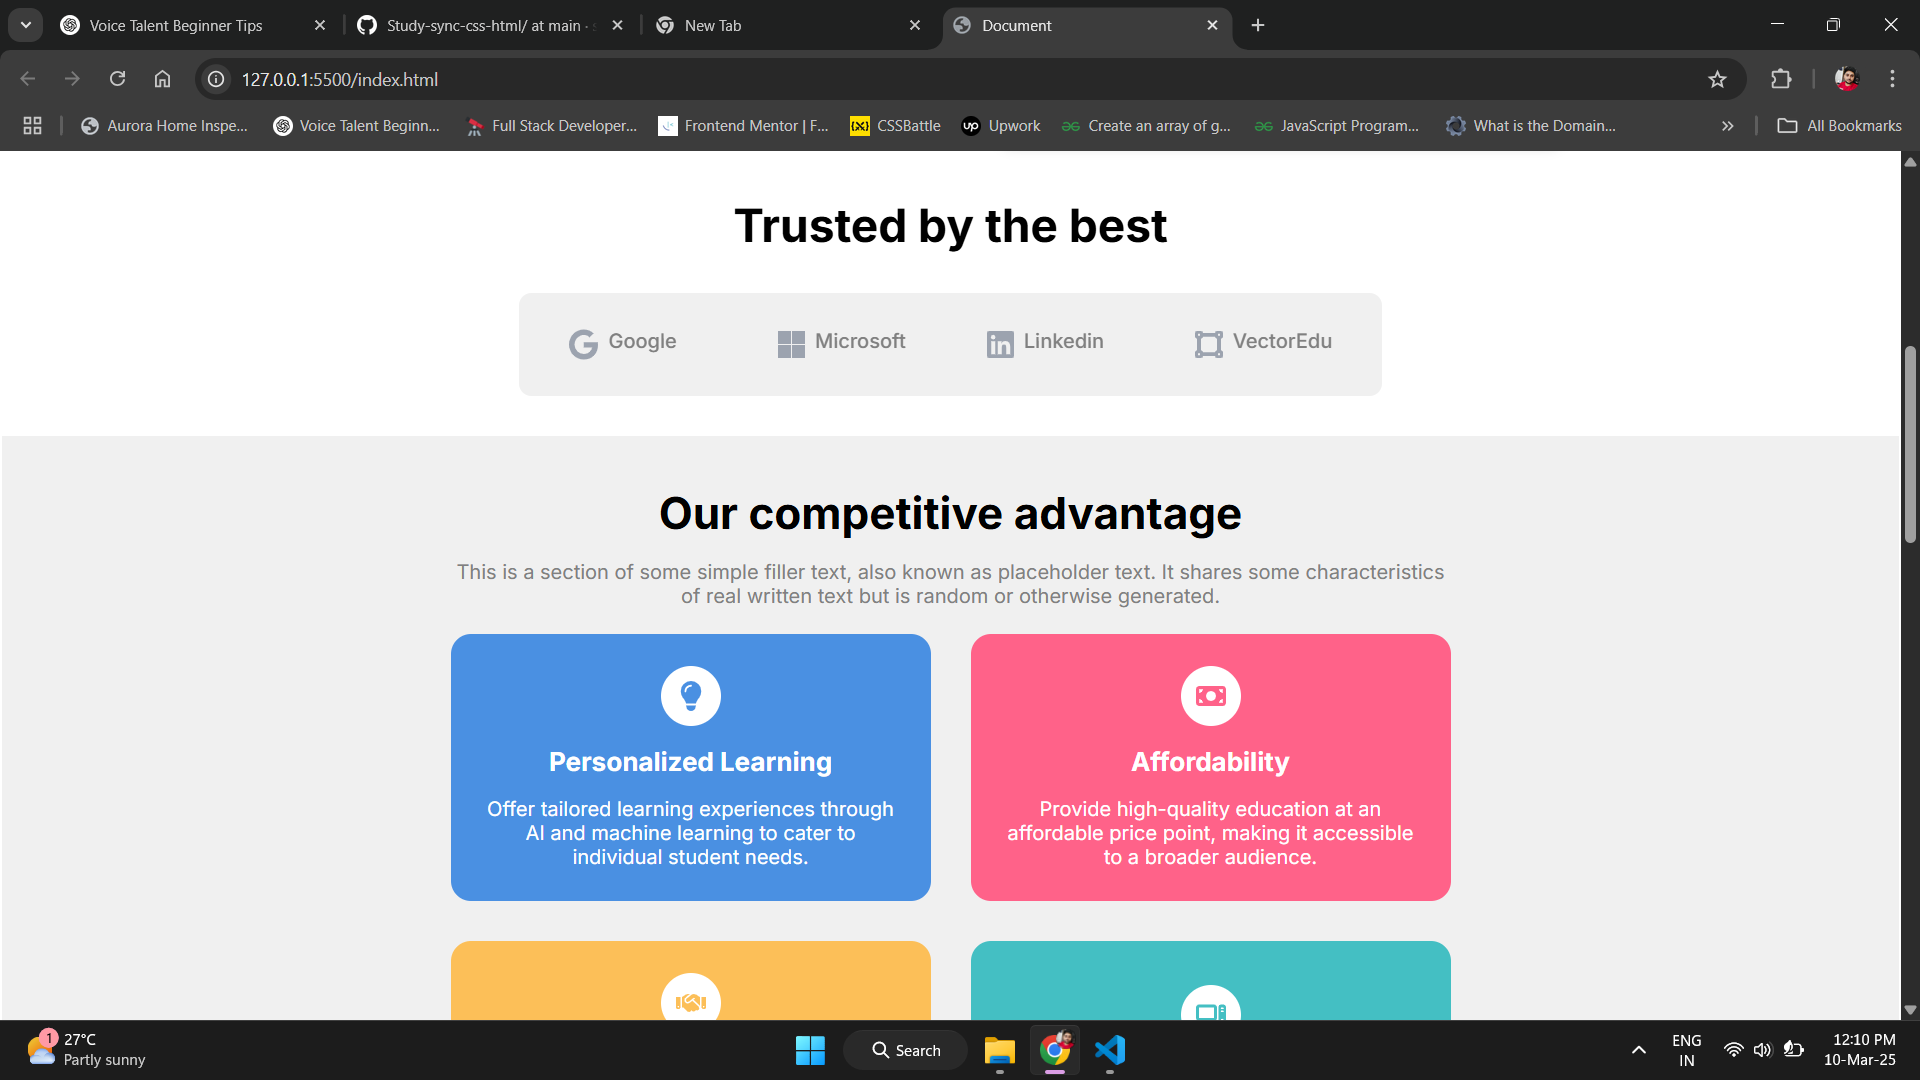 Voice Talent Beginner Tips
Study-sync-css-html/ at main · s
New Tab
Document
127.0.0.1:5500/index.html
Aurora Home Inspe...
Voice Talent Beginn...
Full Stack Developer...
Frontend Mentor | F...
CSSBattle
up Upwork
Create an array of g...
JavaScript Program...
What is the Domain...
All Bookmarks
Trusted by the best
Google
Microsoft
in Linkedin
VectorEdu
Our competitive advantage
This is a section of some simple filler text, also known as placeholder text. It shares some characteristics
of real written text but is random or otherwise generated.
Personalized Learning
Offer tailored learning experiences through
AI and machine learning to cater to
individual student needs.
Affordability
Provide high-quality education at an
affordable price point, making it accessible
to a broader audience.
1
27°C
Partly sunny
Search
ENG
IN
12:10 PM
10-Mar-25